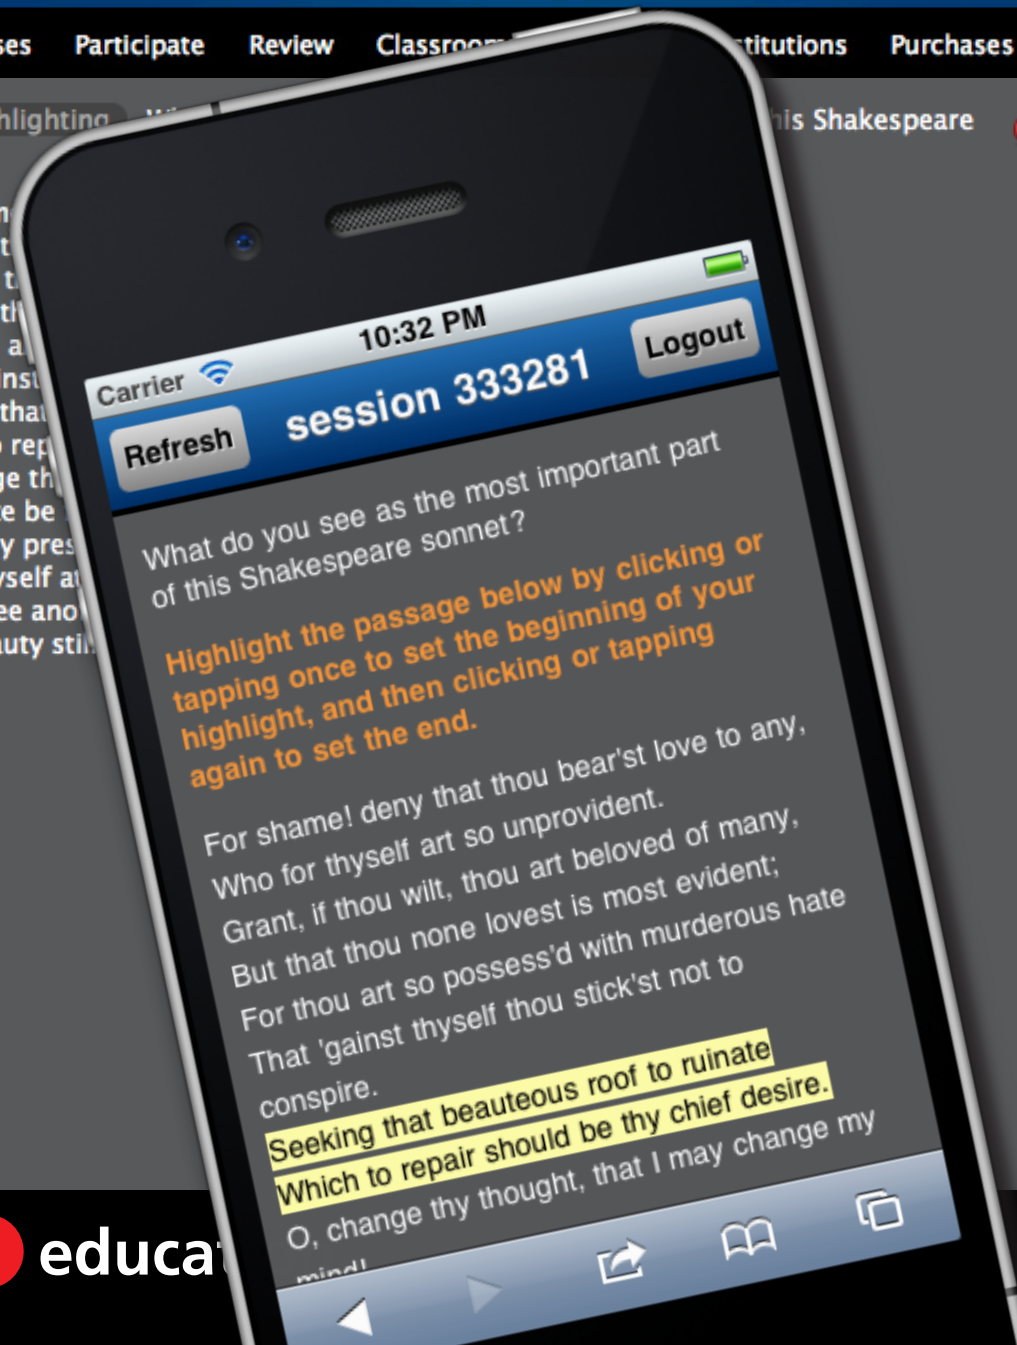 Participate Review Classroom Purchases
his Shakespeare
Carrier 10:32 PM
Refresh session 333281 Logout
What do you see as the most important part
of this Shakespeare sonnet?
Highlight the passage below by clicking or
tapping once to set the beginning of your
highlight, and then clicking or tapping
again to set the end.
For shame! deny that thou bear'st love to any,
Who for thyself art so unprovident.
Grant, if thou wilt, thou art beloved of many,
But that thou none lovest is most evident;
For thou art so possess'd with murderous hate
That 'gainst thyself thou stick'st not to
conspire.
Seeking that beauteous roof to ruinate
Which to repair should be thy chief desire.
O, change thy thought, that I may change my
mind!
educat